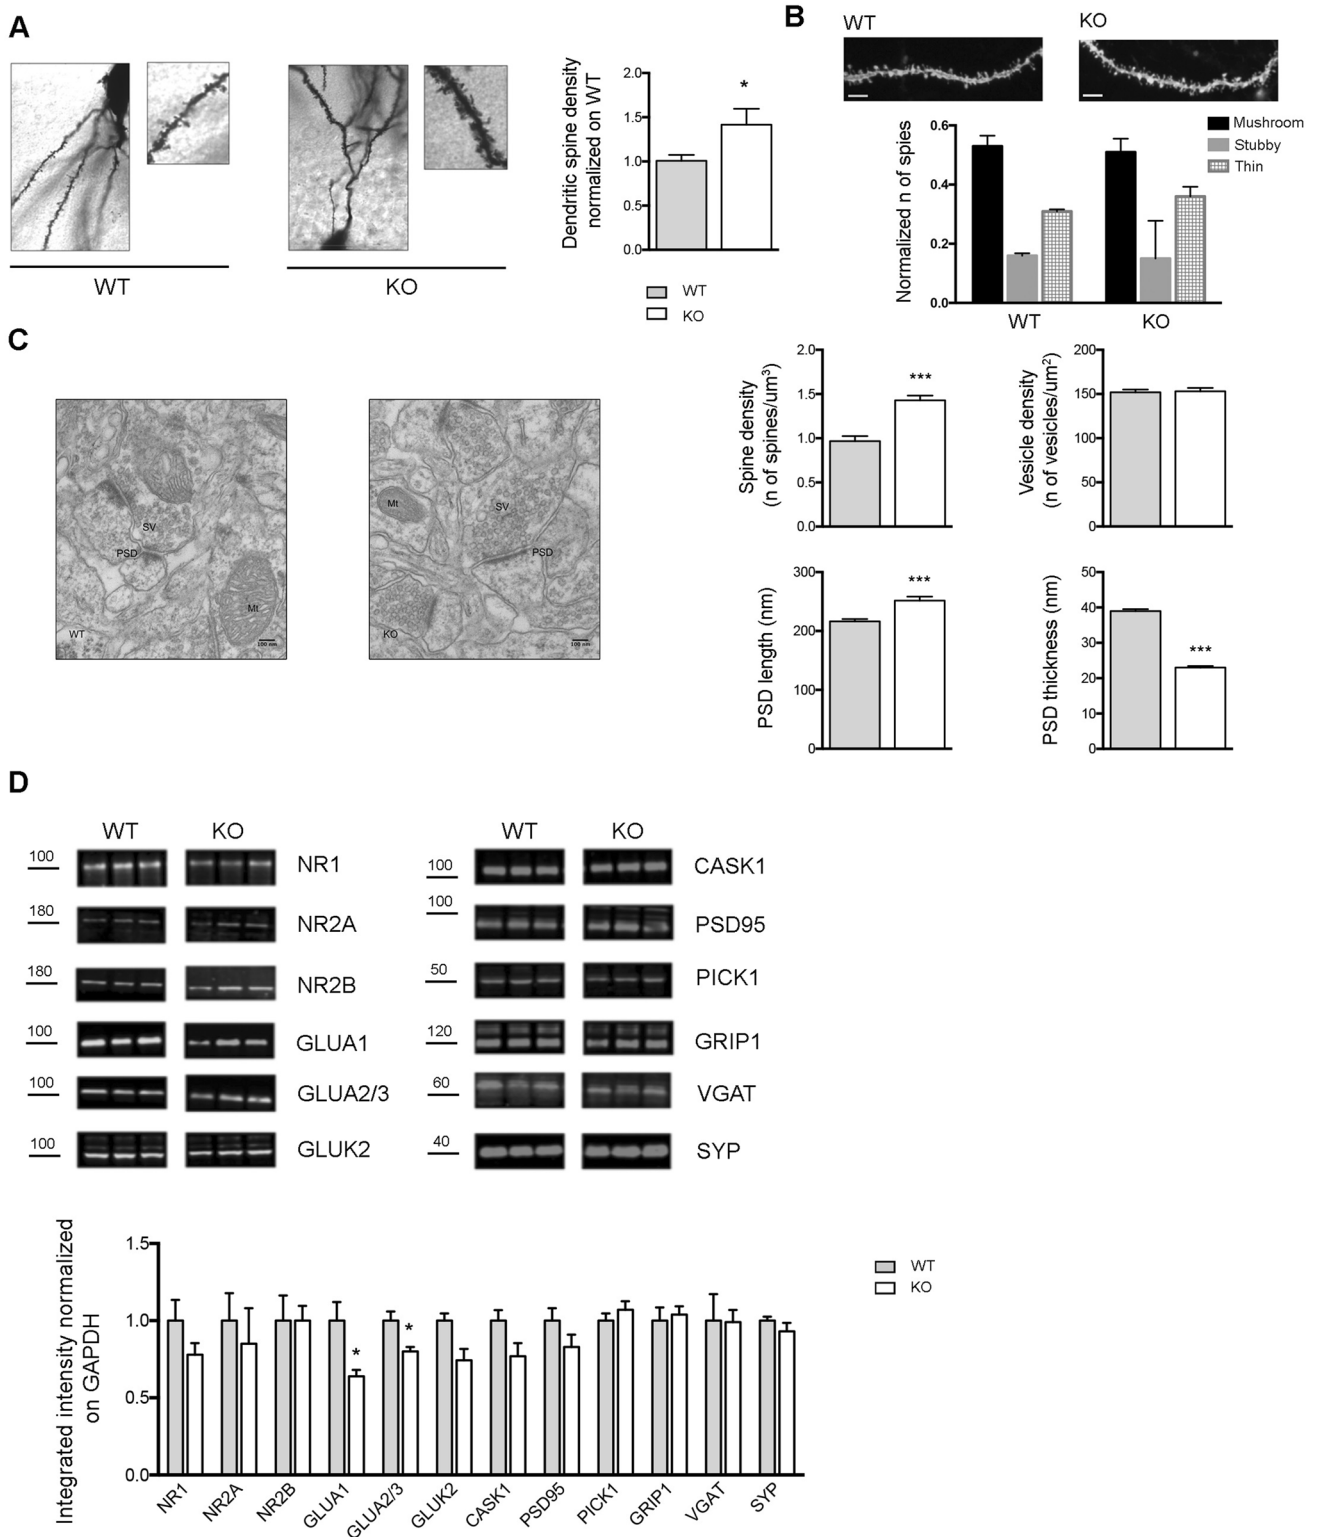 A
Dendritic spine density
normalized on WT
2.0
1.5
1.0
0.5
0.0
*
WT
KO
WT
KO
B
WT
KO
Normalized n of spies
0.6
0.4
0.2
0.0
Mushroom
Stubby
Thin
WT
KO
C
SV
PSD
Mt
WT
100 nm
Mt
SV
PSD
KO
100 nm
Spine density
(n of spines/um³)
2.0
1.5
1.0
0.5
0.0
***
Vesicle density
(n of vesicles/um²)
200
150
100
50
0
PSD length (nm)
300
200
100
0
***
PSD thickness (nm)
50
40
30
20
10
0
***
D
WT
KO
100
NR1
180
NR2A
180
NR2B
100
GLUA1
100
GLUA2/3
100
GLUK2
WT
KO
100
CASK1
100
PSD95
50
PICK1
120
GRIP1
60
VGAT
40
SYP
Integrated intensity normalized
on GAPDH
1.5
1.0
0.5
0.0
*
*
WT
KO
NR1
NR2A
NR2B
GLUA1
GLUA2/3
GLUK2
CASK1
PSD95
PICK1
GRIP1
VGAT
SYP